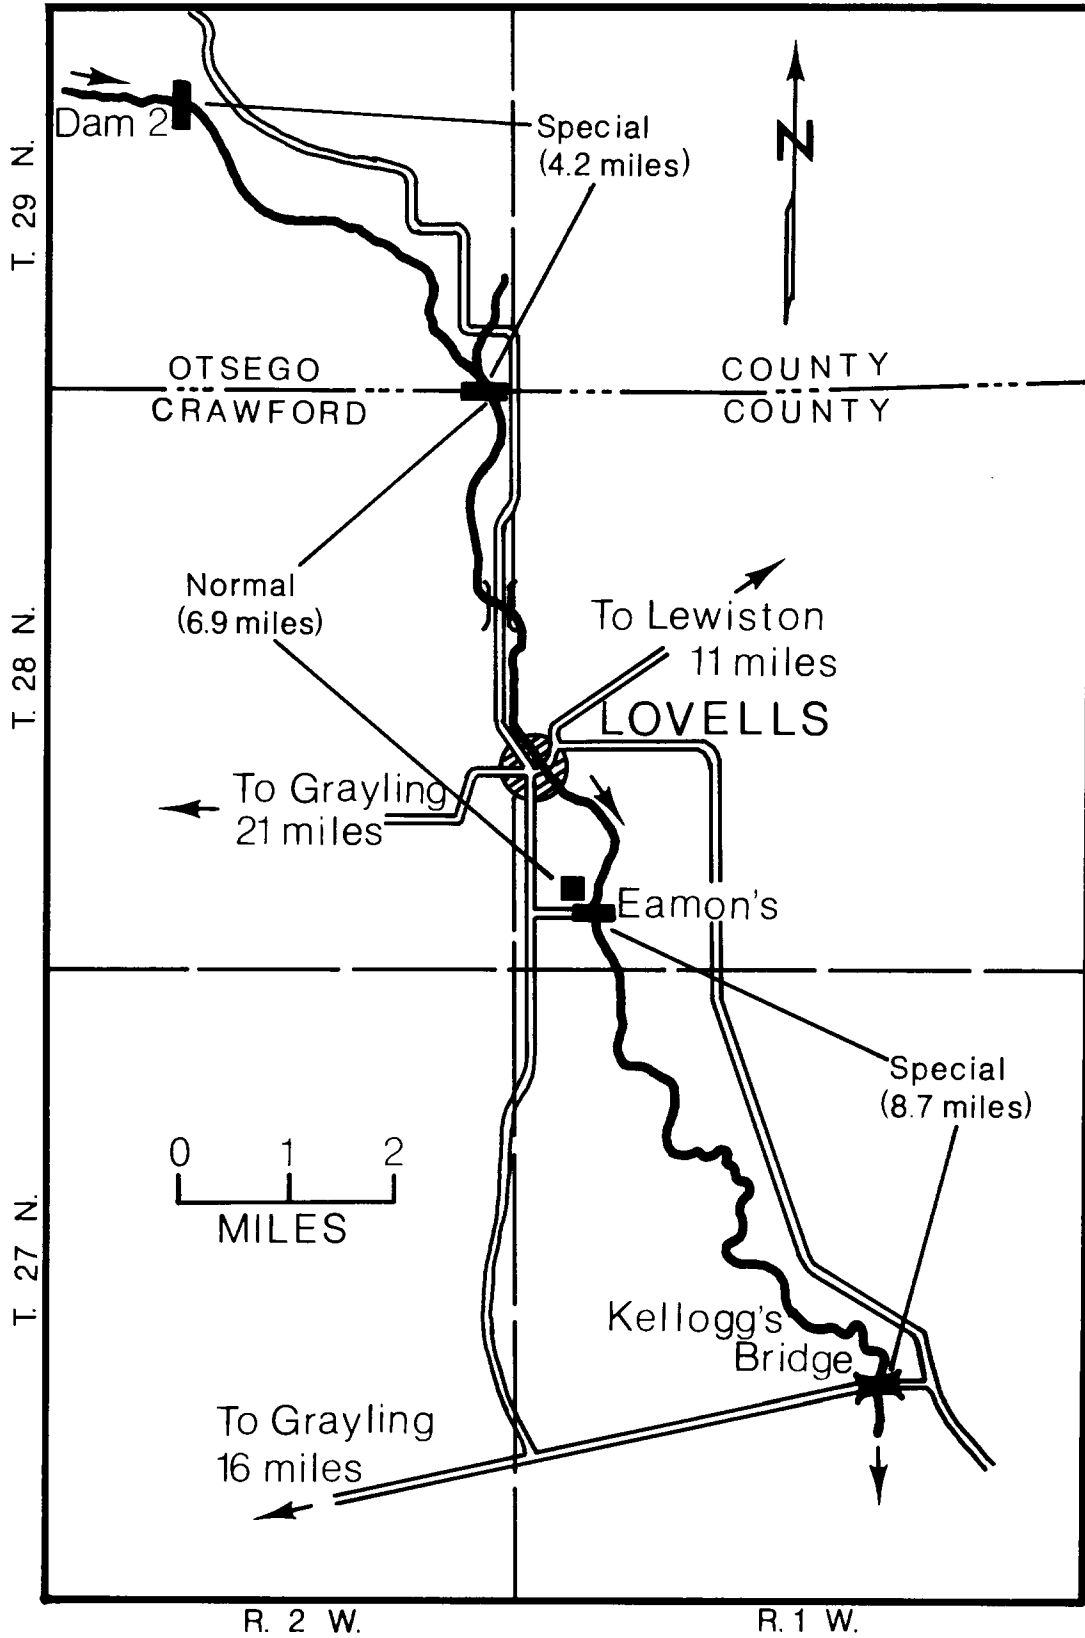 Dam 2
Special
(4.2 miles)
N
T. 29 N.
OTSEGO COUNTY
CRAWFORD COUNTY
Normal
(6.9 miles)
To Lewiston
11 miles
T. 28 N.
LOVELLS
To Grayling
21 miles
Eamon's
Special
(8.7 miles)
0 1 2
MILES
T. 27 N.
Kellogg's
Bridge
To Grayling
16 miles
R. 2 W. R. 1 W.